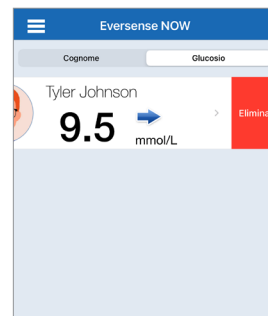 Eversense NOW
Cognome Glucosio
Tyler Johnson
9.5 mmol/L
Elimina